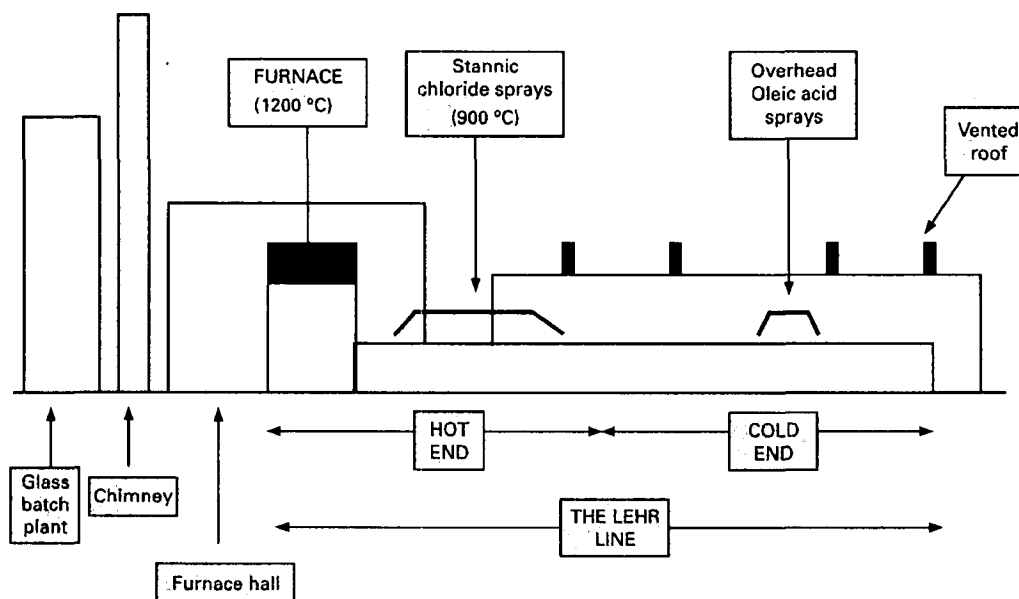 FURNACE
(1200 °C)
Stannic
chloride sprays
(900 °C)
Overhead
Oleic acid
sprays
Vented
roof
HOT
END
COLD
END
Glass
batch
plant
Chimney
THE LEHR
LINE
Furnace hall